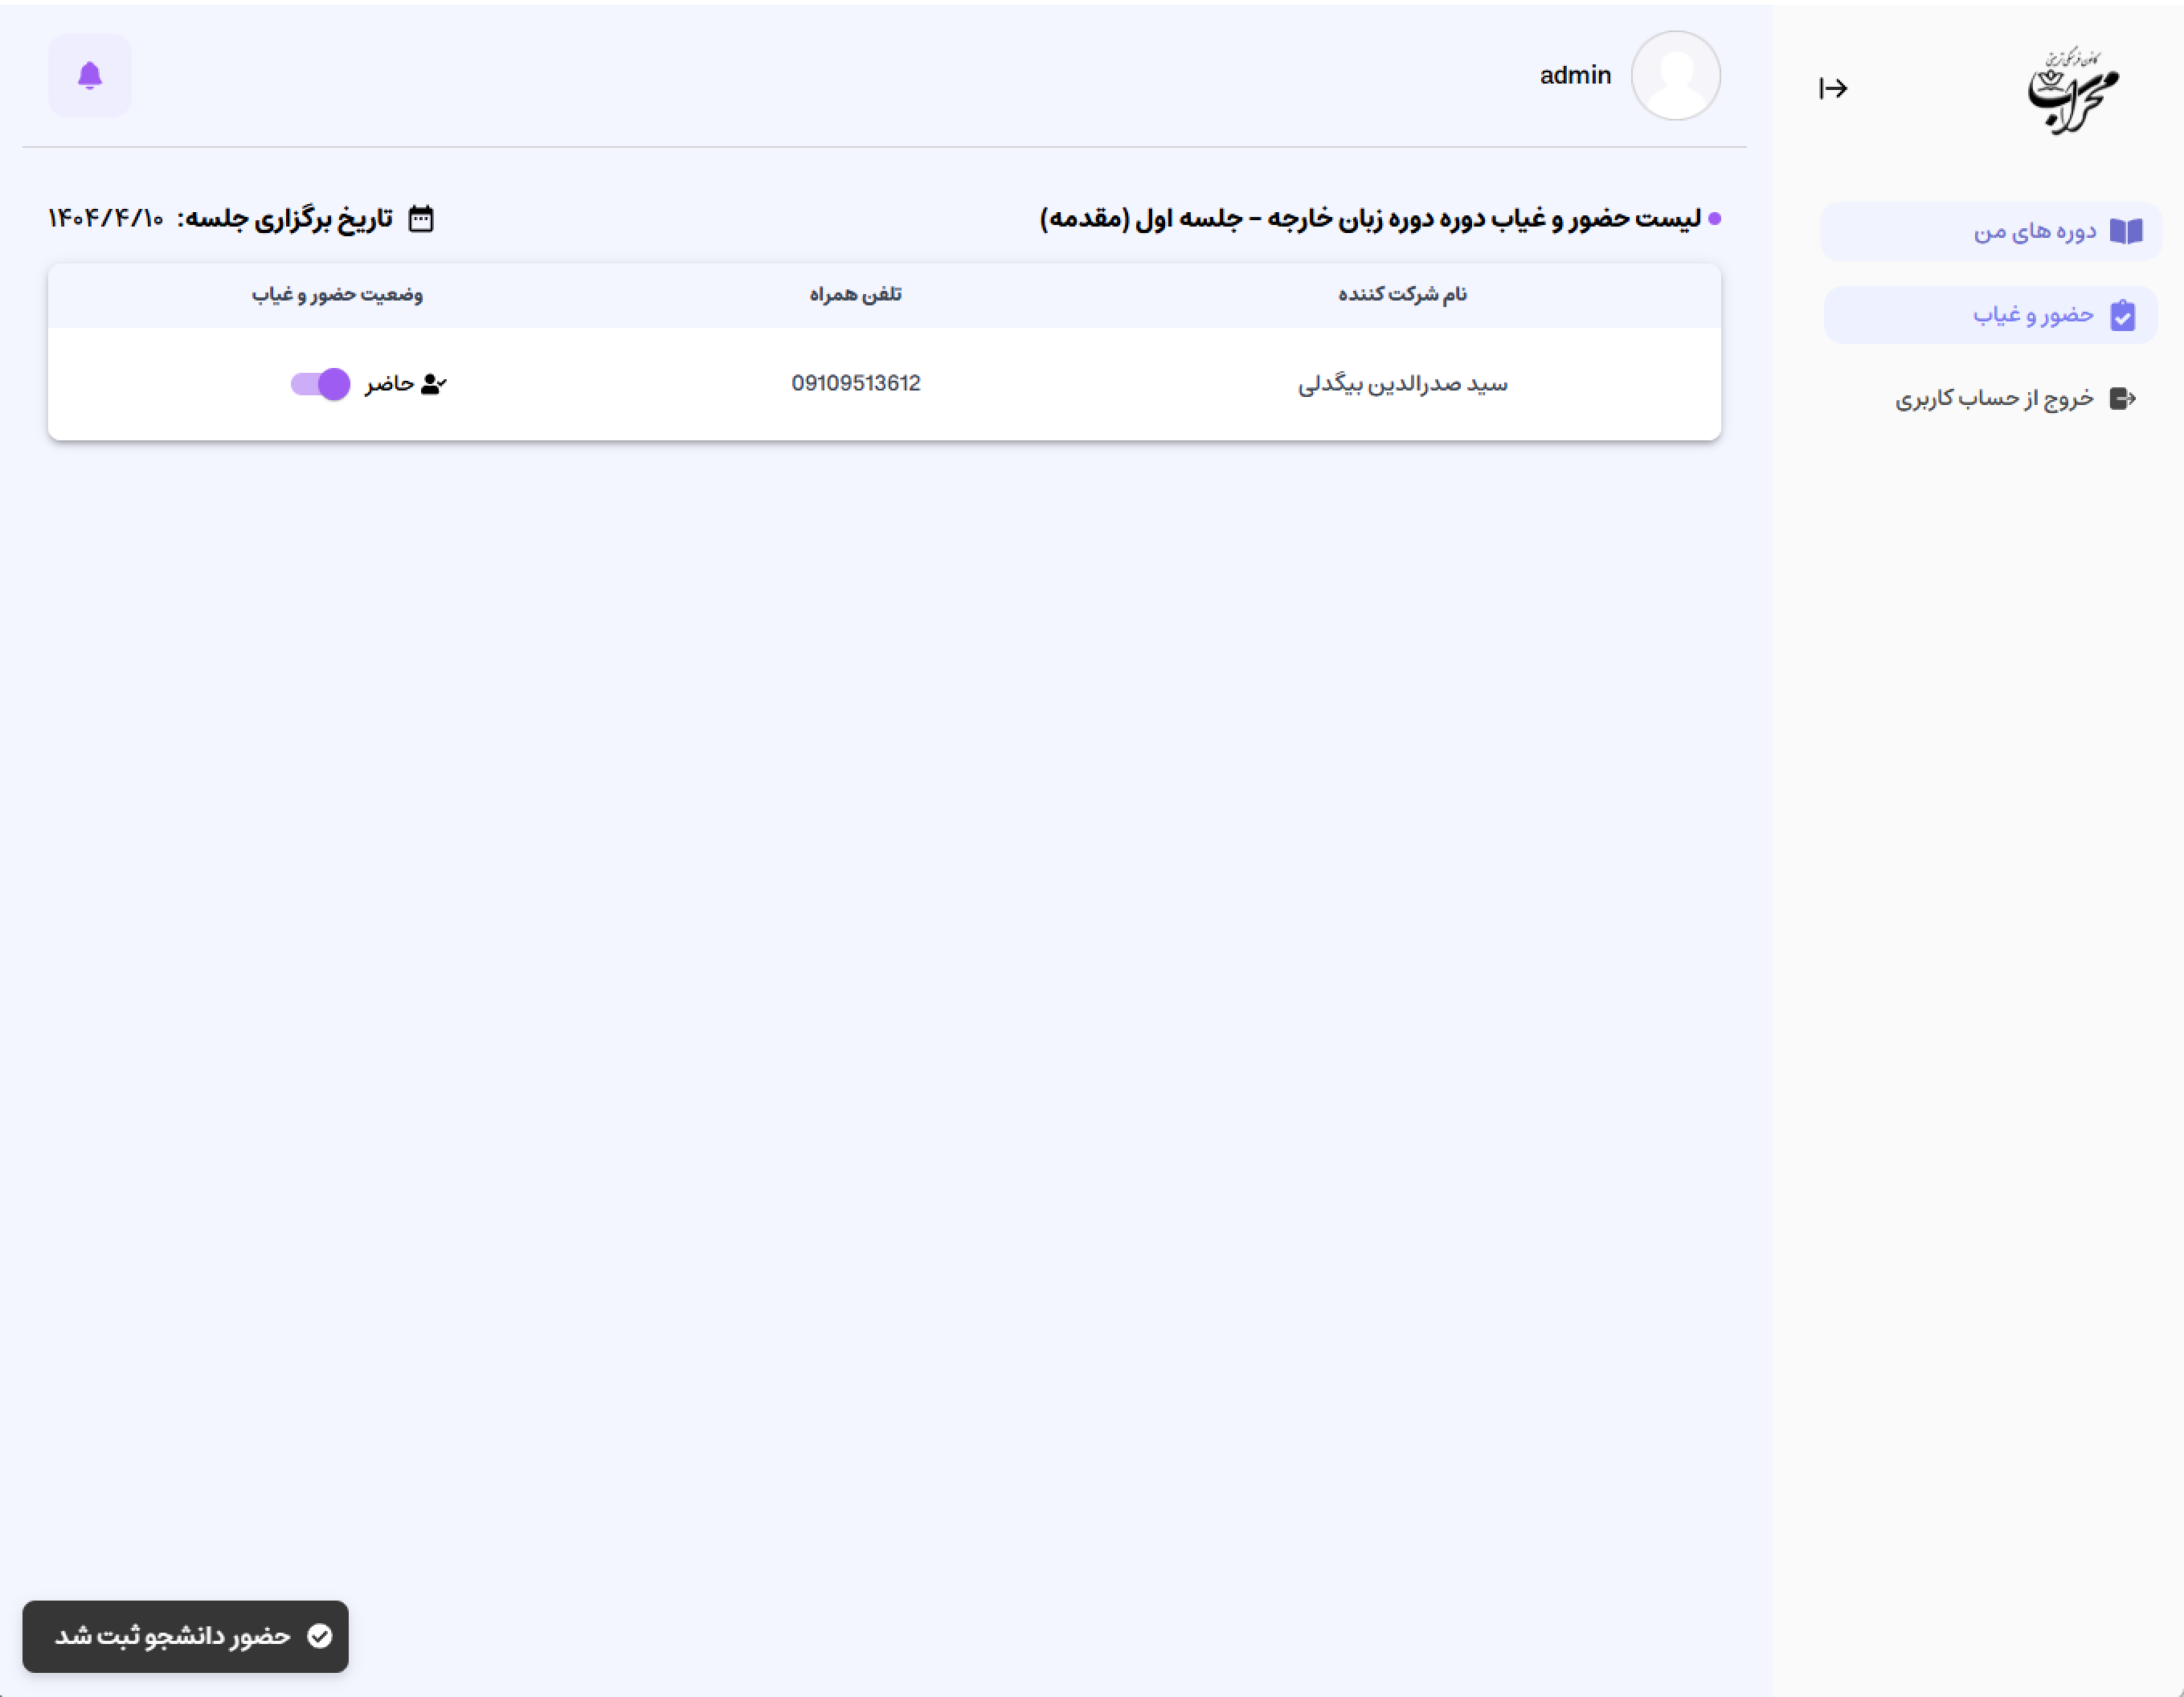 کانون فرهنگی تربیتی
محراب
admin
دوره های من
حضور و غیاب
خروج از حساب کاربری
لیست حضور و غیاب دوره دوره زبان خارجه - جلسه اول (مقدمه)
تاریخ برگزاری جلسه: ۱۴۰۴/۴/۱۰
نام شرکت کننده تلفن همراه وضعیت حضور و غیاب
سید صدرالدین بیگدلی 09109513612 حاضر
حضور دانشجو ثبت شد